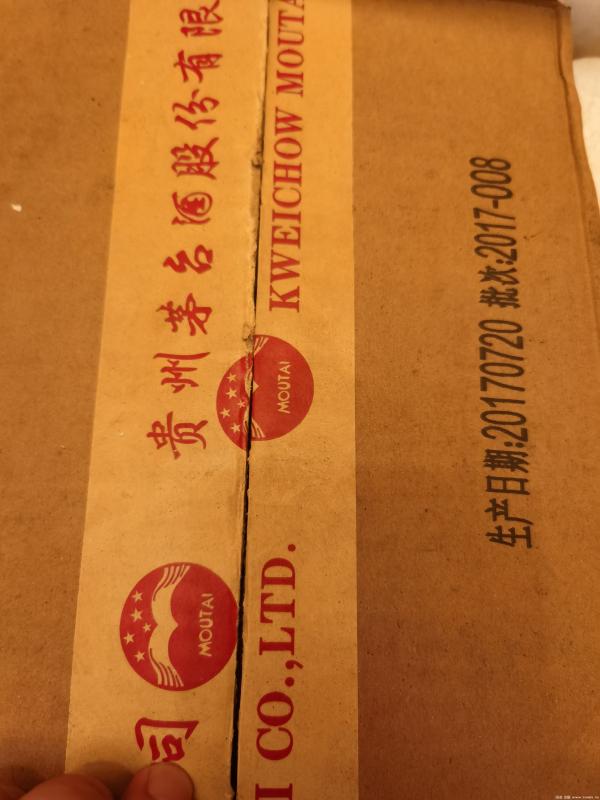 贵州茅台酒股份有限
KWEICHOW MOUTA
MOUTAI
司
I CO.,LTD.
MOUTAI
生产日期:20170720 批次:2017-008